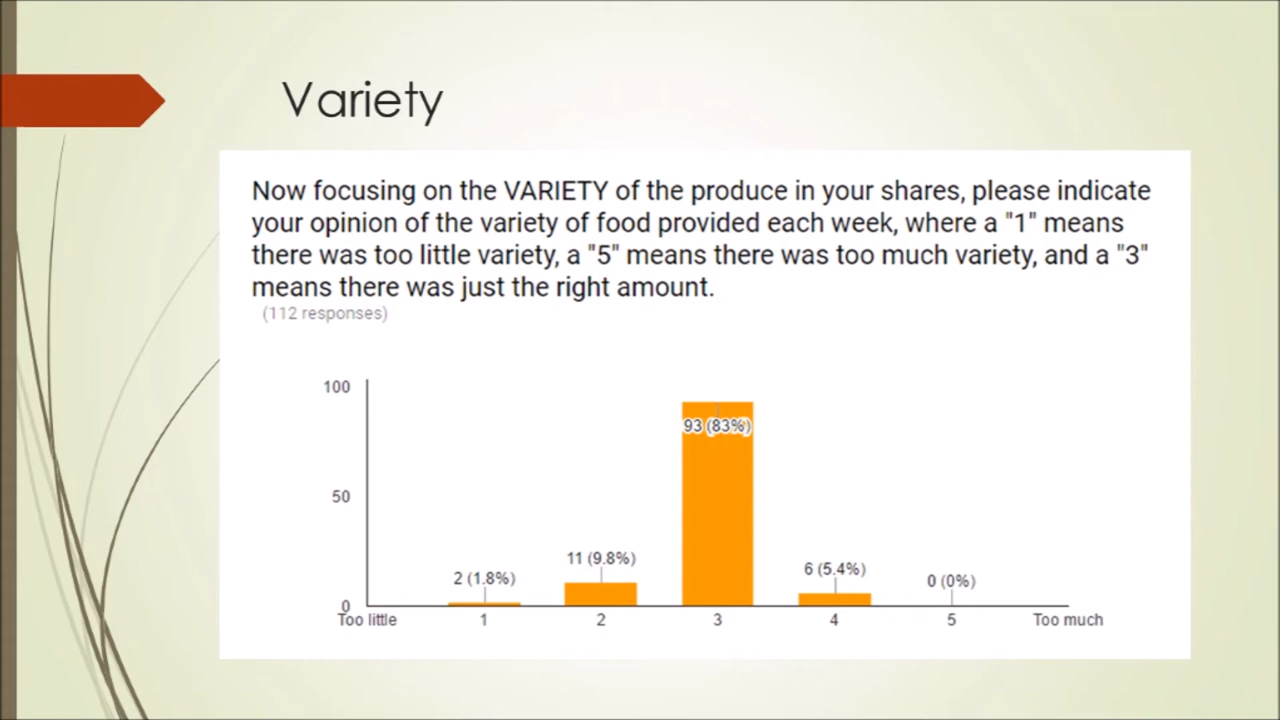 Variety
Now focusing on the VARIETY of the produce in your shares, please indicate
your opinion of the variety of food provided each week, where a "1" means
there was too little variety, a "5" means there was too much variety, and a "3"
means there was just the right amount.
(112 responses)
100
93 (83%)
50
11 (9.8%)
6 (5.4%)
2 (1.8%)
0 (0%)
0
Too little 1 2 3 4 5 Too much